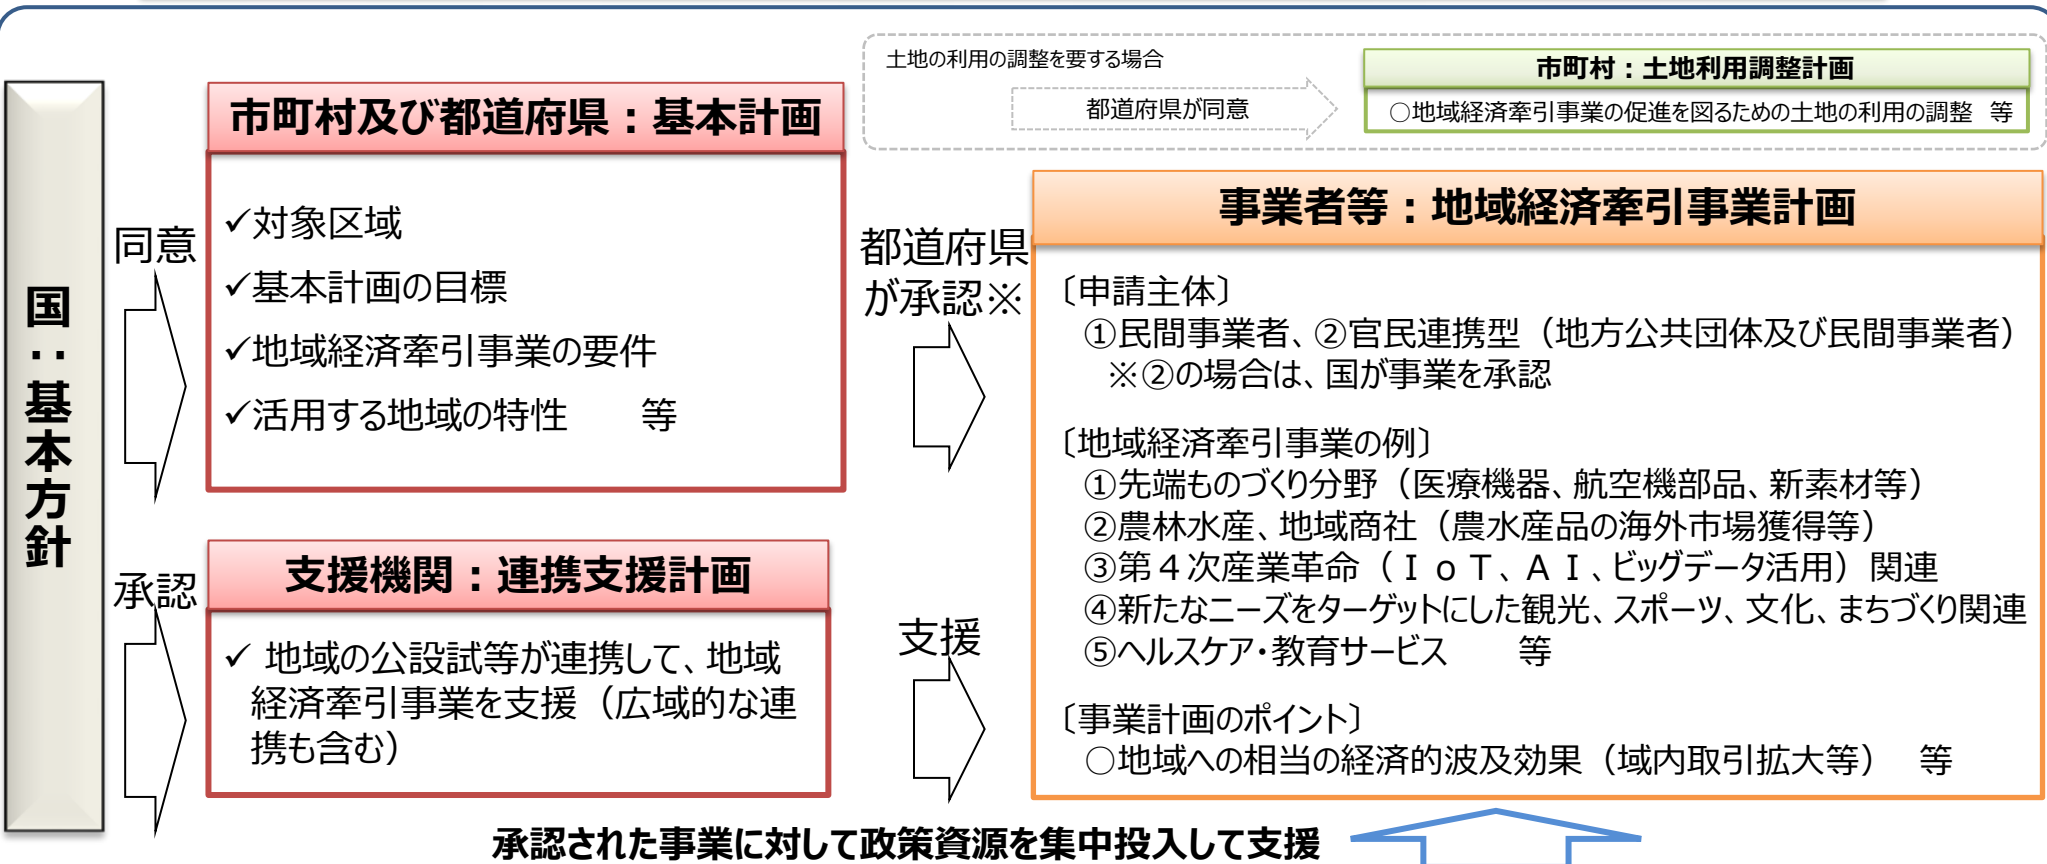 国：基本方針
同意
市町村及び都道府県：基本計画
✓対象区域
✓基本計画の目標
✓地域経済牽引事業の要件
✓活用する地域の特性　　等
承認
支援機関：連携支援計画
✓ 地域の公設試等が連携して、地域
経済牽引事業を支援（広域的な連
携も含む）
土地の利用の調整を要する場合
都道府県が同意
市町村：土地利用調整計画
○地域経済牽引事業の促進を図るための土地の利用の調整　等
都道府県
が承認※
支援
事業者等：地域経済牽引事業計画
〔申請主体〕
①民間事業者、②官民連携型（地方公共団体及び民間事業者）
※②の場合は、国が事業を承認
〔地域経済牽引事業の例〕
①先端ものづくり分野（医療機器、航空機部品、新素材等）
②農林水産、地域商社（農水産品の海外市場獲得等）
③第４次産業革命（ＩｏＴ、ＡＩ、ビッグデータ活用）関連
④新たなニーズをターゲットにした観光、スポーツ、文化、まちづくり関連
⑤ヘルスケア・教育サービス　　等
〔事業計画のポイント〕
○地域への相当の経済的波及効果（域内取引拡大等）　等
承認された事業に対して政策資源を集中投入して支援